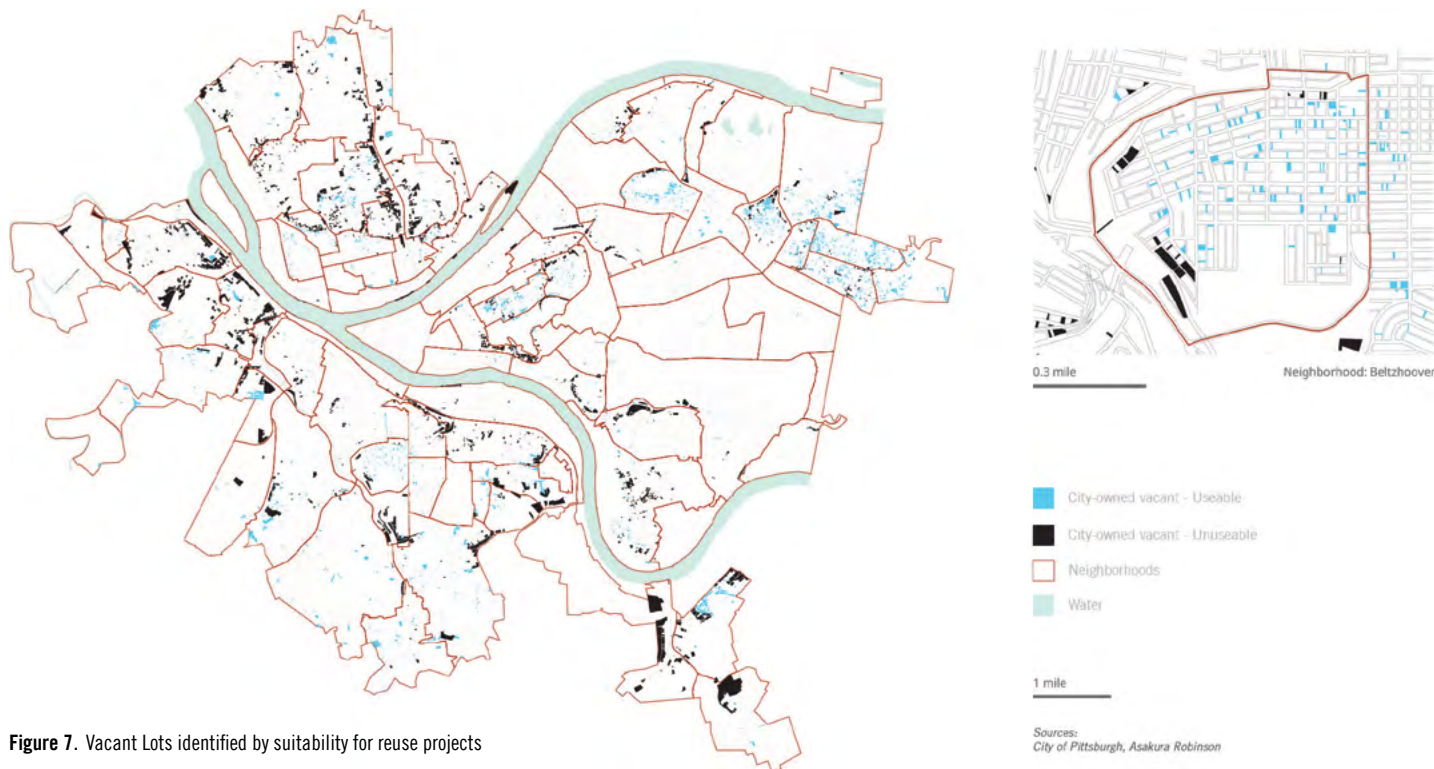 0.3 mile
Neighborhood: Beltzhoover
City-owned vacant - Useable
City-owned vacant - Unuseable
Neighborhoods
Water
1 mile
Sources:
City of Pittsburgh, Asakura Robinson
Figure 7. Vacant Lots identified by suitability for reuse projects